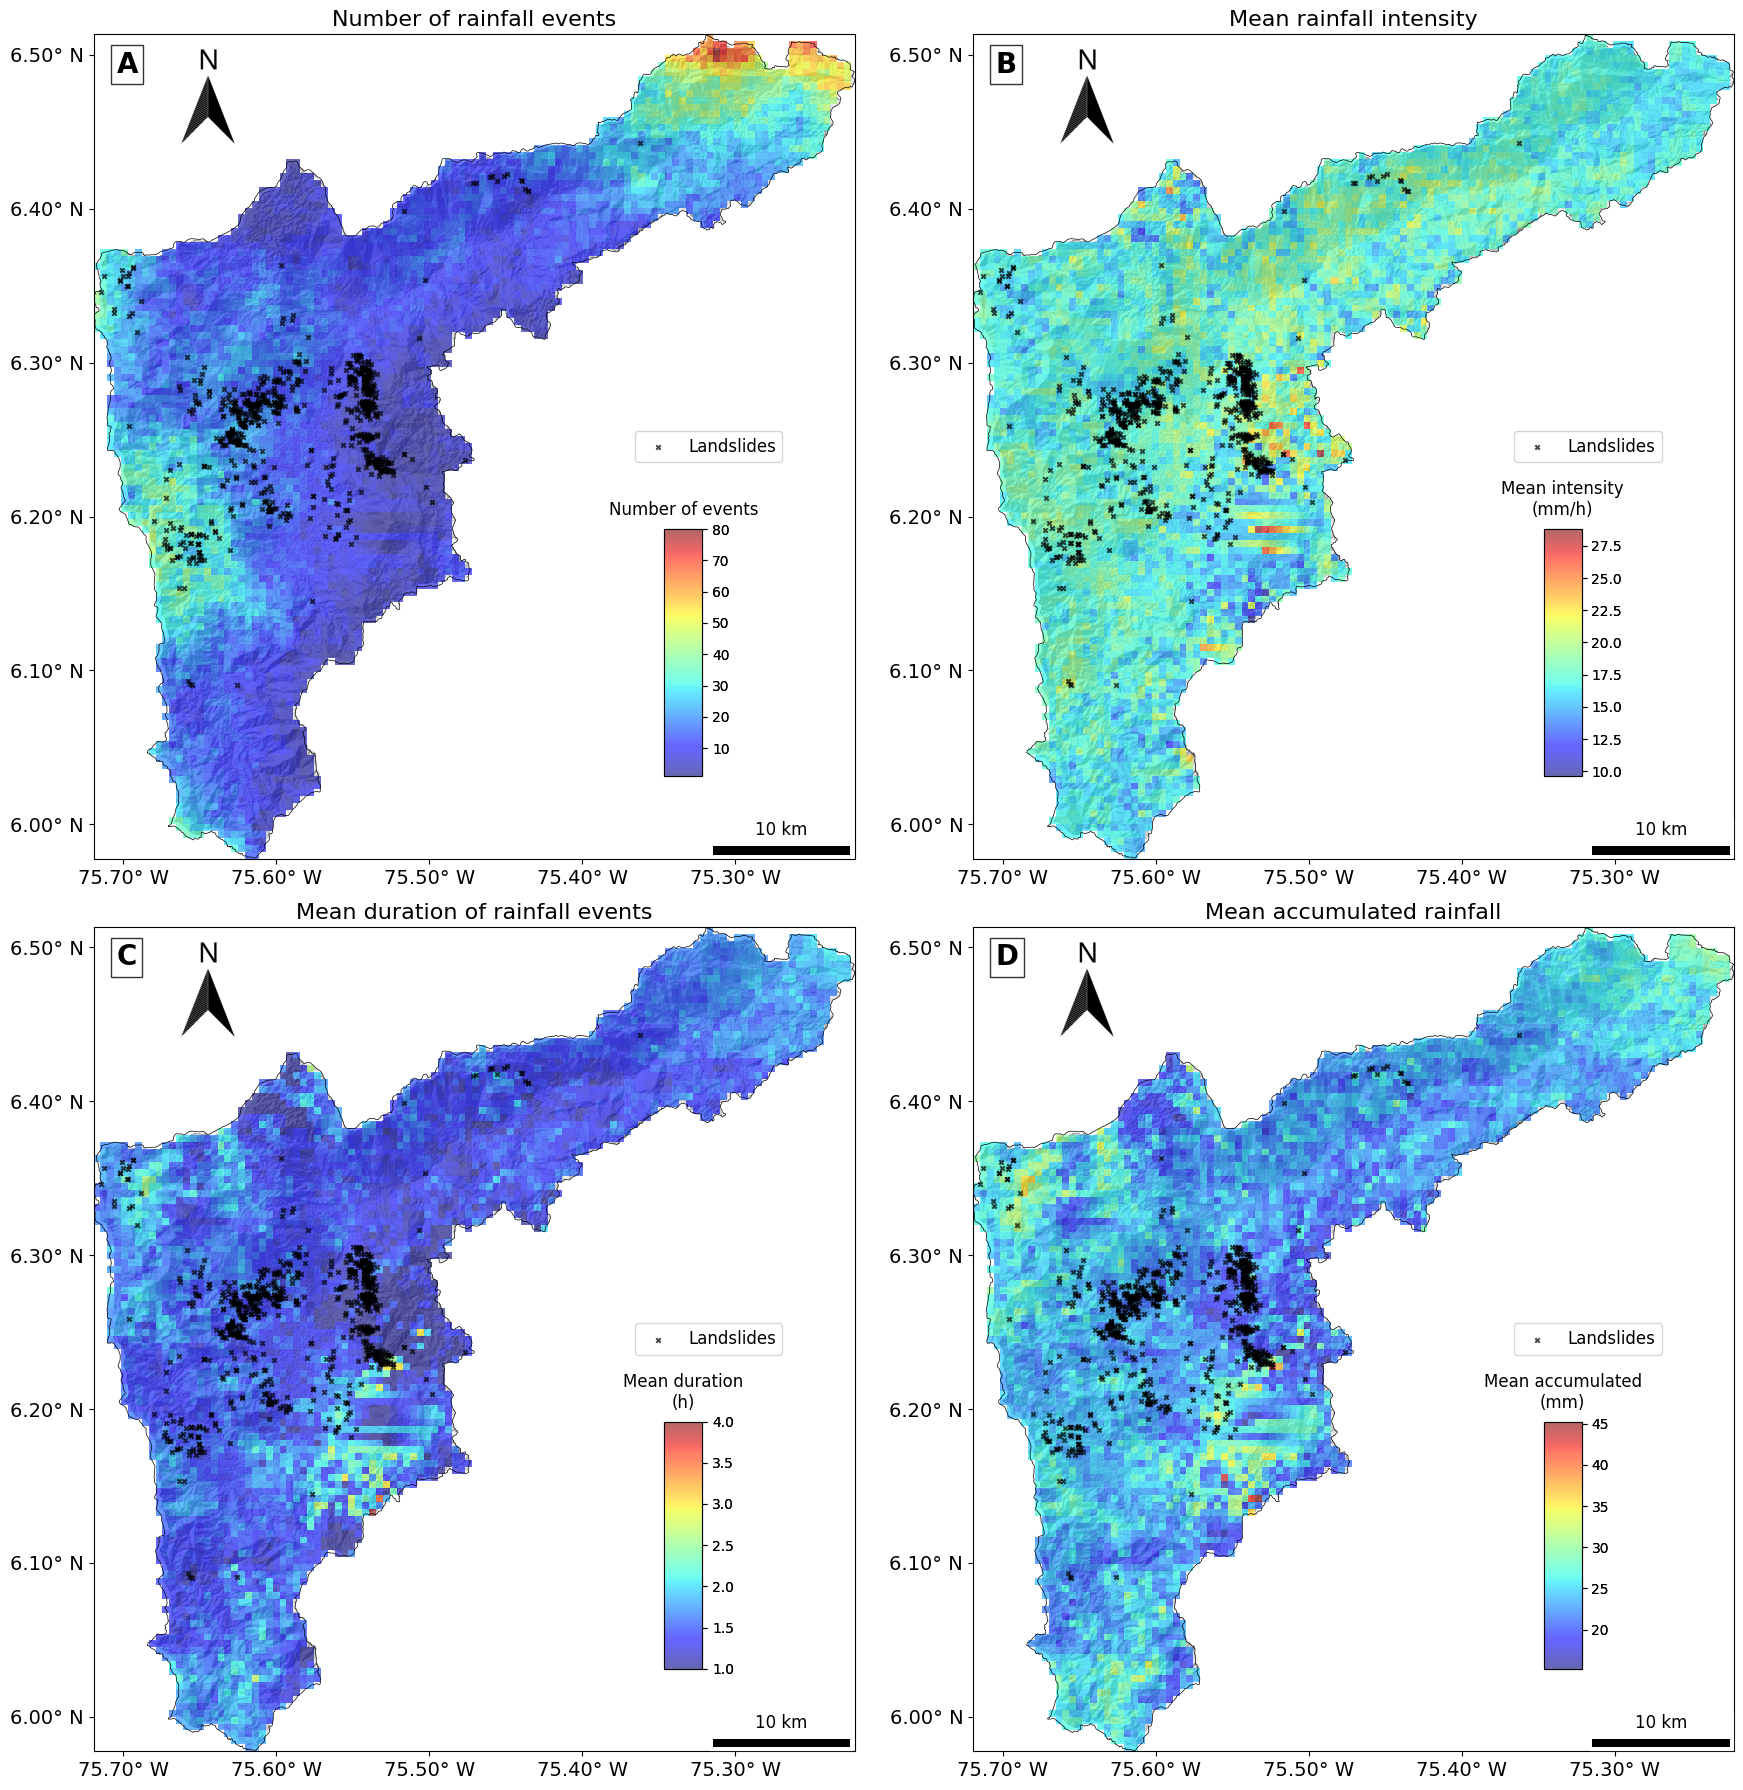 Number of rainfall events
A
N
6.50° N
6.40° N
6.30° N
6.20° N
6.10° N
6.00° N
Landslides
Number of events
80
70
60
50
40
30
20
10
10 km
75.70° W 75.60° W 75.50° W 75.40° W 75.30° W
Mean rainfall intensity
B
N
6.50° N
6.40° N
6.30° N
6.20° N
6.10° N
6.00° N
Landslides
Mean intensity
(mm/h)
27.5
25.0
22.5
20.0
17.5
15.0
12.5
10.0
10 km
75.70° W 75.60° W 75.50° W 75.40° W 75.30° W
Mean duration of rainfall events
C
N
6.50° N
6.40° N
6.30° N
6.20° N
6.10° N
6.00° N
Landslides
Mean duration
(h)
4.0
3.5
3.0
2.5
2.0
1.5
1.0
10 km
75.70° W 75.60° W 75.50° W 75.40° W 75.30° W
Mean accumulated rainfall
D
N
6.50° N
6.40° N
6.30° N
6.20° N
6.10° N
6.00° N
Landslides
Mean accumulated
(mm)
45
40
35
30
25
20
10 km
75.70° W 75.60° W 75.50° W 75.40° W 75.30° W